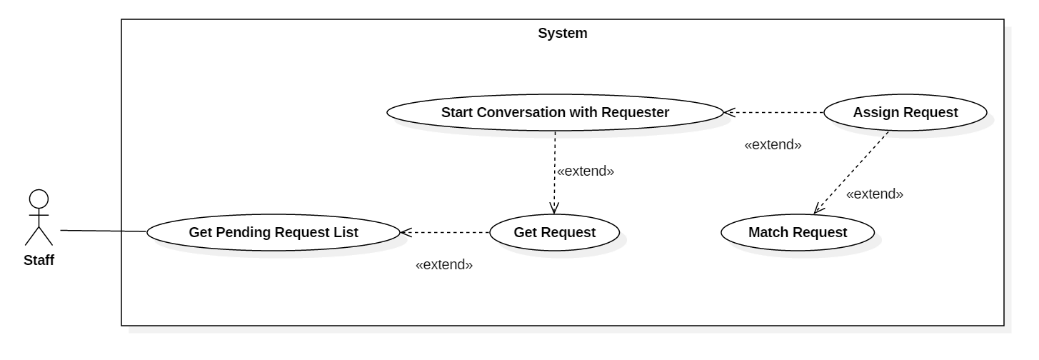 System
Start Conversation with Requester
Assign Request
«extend»
«extend»
«extend»
Get Pending Request List
Get Request
Match Request
Staff
«extend»